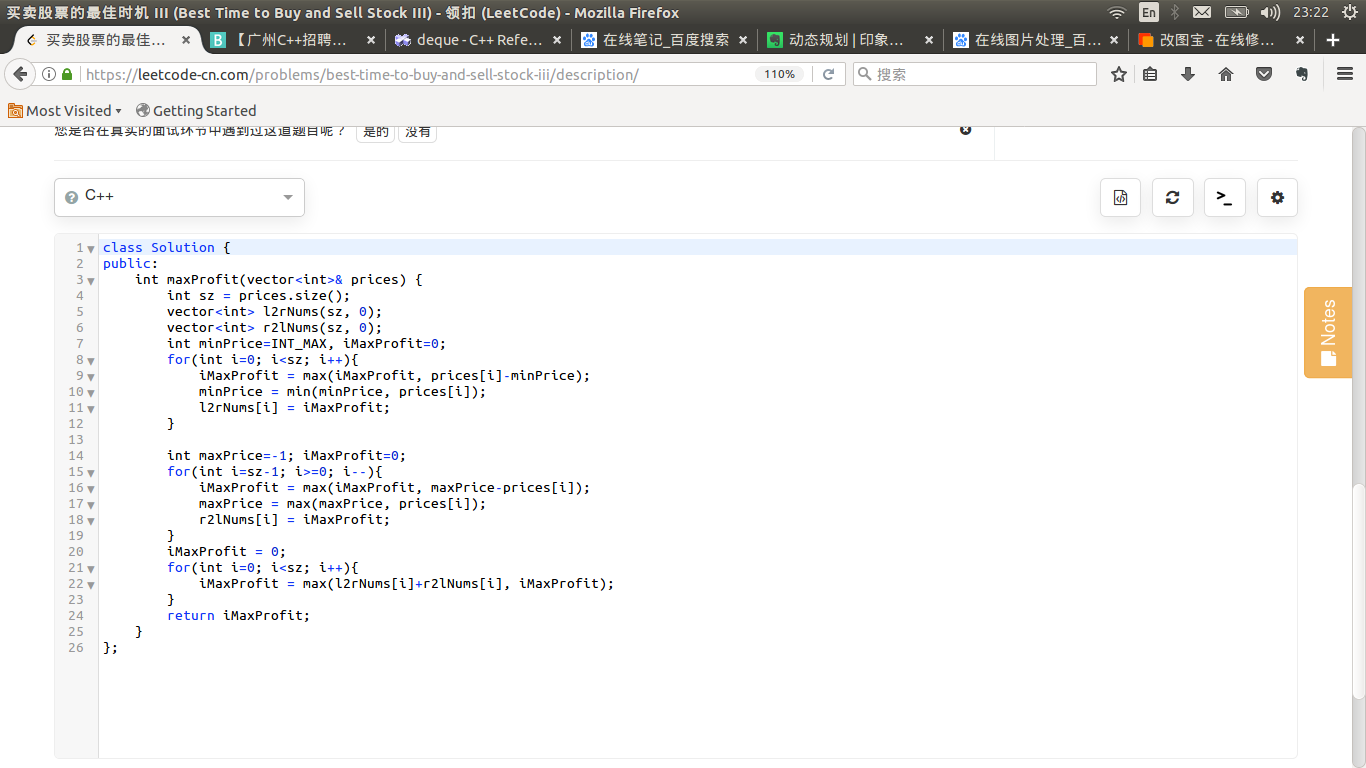 买卖股票的最佳时机 III (Best Time to Buy and Sell Stock III) - 领扣 (LeetCode) - Mozilla Firefox
En
23:22
买卖股票的最佳…
【广州C++招聘…
deque - C++ Refe…
在线笔记_百度搜索
动态规划 | 印象…
在线图片处理_百…
改图宝 - 在线修…
https://leetcode-cn.com/problems/best-time-to-buy-and-sell-stock-iii/description/
110%
搜索
Most Visited
Getting Started
您是否在真实的面试环节中遇到过这道题目呢？ 是的 没有
C++
1 class Solution {
2 public:
3 int maxProfit(vector<int>& prices) {
4 int sz = prices.size();
5 vector<int> l2rNums(sz, 0);
6 vector<int> r2lNums(sz, 0);
7 int minPrice=INT_MAX, iMaxProfit=0;
8 for(int i=0; i<sz; i++){
9 iMaxProfit = max(iMaxProfit, prices[i]-minPrice);
10 minPrice = min(minPrice, prices[i]);
11 l2rNums[i] = iMaxProfit;
12 }
13
14 int maxPrice=-1; iMaxProfit=0;
15 for(int i=sz-1; i>=0; i--){
16 iMaxProfit = max(iMaxProfit, maxPrice-prices[i]);
17 maxPrice = max(maxPrice, prices[i]);
18 r2lNums[i] = iMaxProfit;
19 }
20 iMaxProfit = 0;
21 for(int i=0; i<sz; i++){
22 iMaxProfit = max(l2rNums[i]+r2lNums[i], iMaxProfit);
23 }
24 return iMaxProfit;
25 }
26 };
Notes